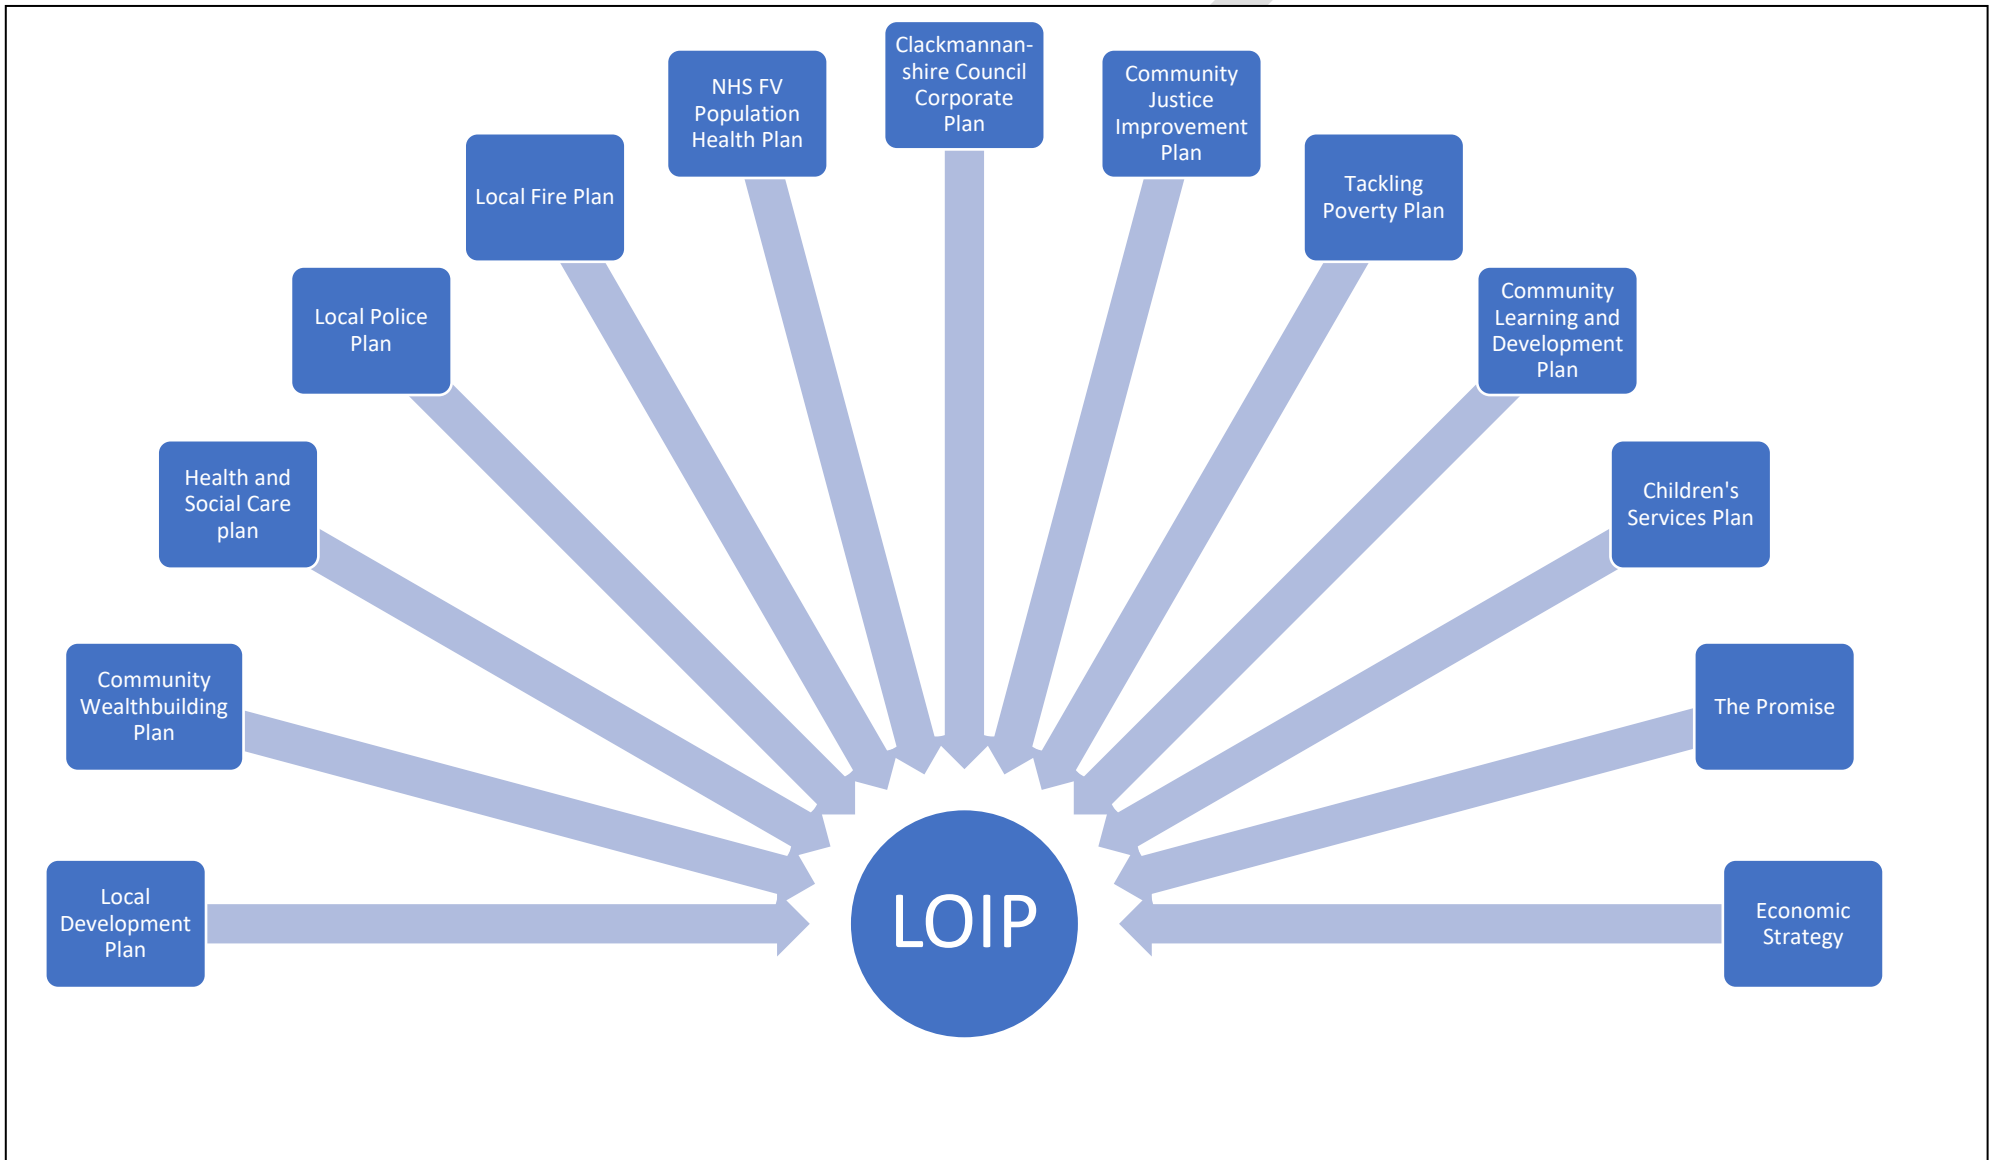 Clackmannan-
shire Council
Corporate
Plan
NHS FV
Population
Health Plan
Community
Justice
Improvement
Plan
Local Fire Plan
Tackling
Poverty Plan
Local Police
Plan
Community
Learning and
Development
Plan
Health and
Social Care
plan
Children's
Services Plan
Community
Wealthbuilding
Plan
The Promise
Local
Development
Plan
LOIP
Economic
Strategy